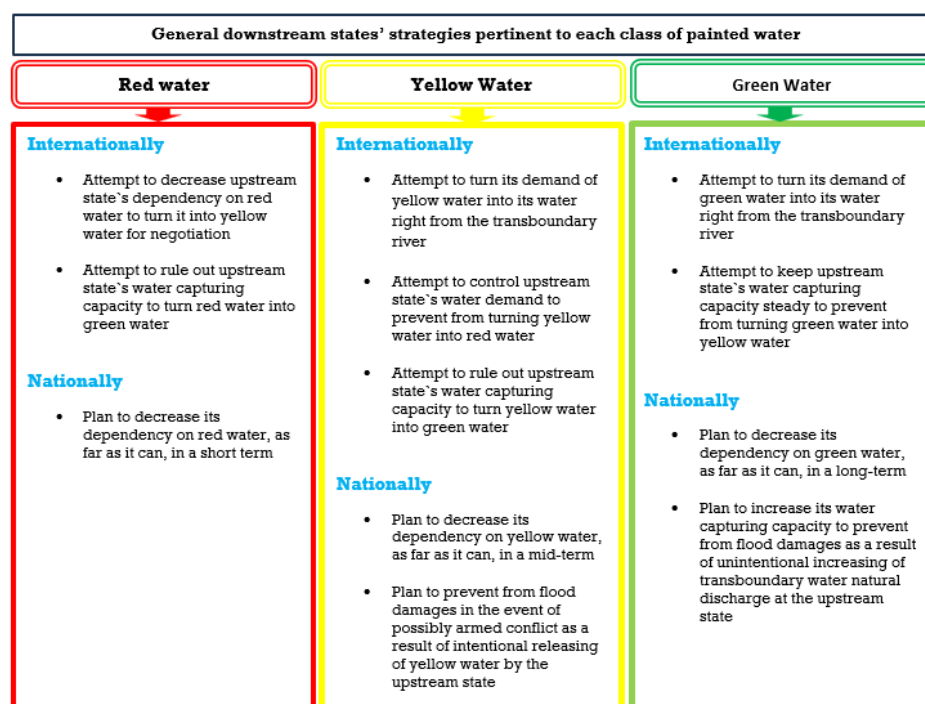 General downstream states’ strategies pertinent to each class of painted water
Red water
Internationally
• Attempt to decrease upstream
state`s dependency on red
water to turn it into yellow
water for negotiation
• Attempt to rule out upstream
state`s water capturing
capacity to turn red water into
green water
Nationally
• Plan to decrease its
dependency on red water, as
far as it can, in a short term
Yellow Water
Internationally
• Attempt to turn its demand of
yellow water into its water
right from the transboundary
river
• Attempt to control upstream
state`s water demand to
prevent from turning yellow
water into red water
• Attempt to rule out upstream
state`s water capturing
capacity to turn yellow water
into green water
Nationally
• Plan to decrease its
dependency on yellow water,
as far as it can, in a mid-term
• Plan to prevent from flood
damages in the event of
possibly armed conflict as a
result of intentional releasing
of yellow water by the
upstream state
Green Water
Internationally
• Attempt to turn its demand of
green water into its water
right from the transboundary
river
• Attempt to keep upstream
state`s water capturing
capacity steady to prevent
from turning green water into
yellow water
Nationally
• Plan to decrease its
dependency on green water,
as far as it can, in a long-term
• Plan to increase its water
capturing capacity to prevent
from flood damages as a result
of unintentional increasing of
transboundary water natural
discharge at the upstream
state